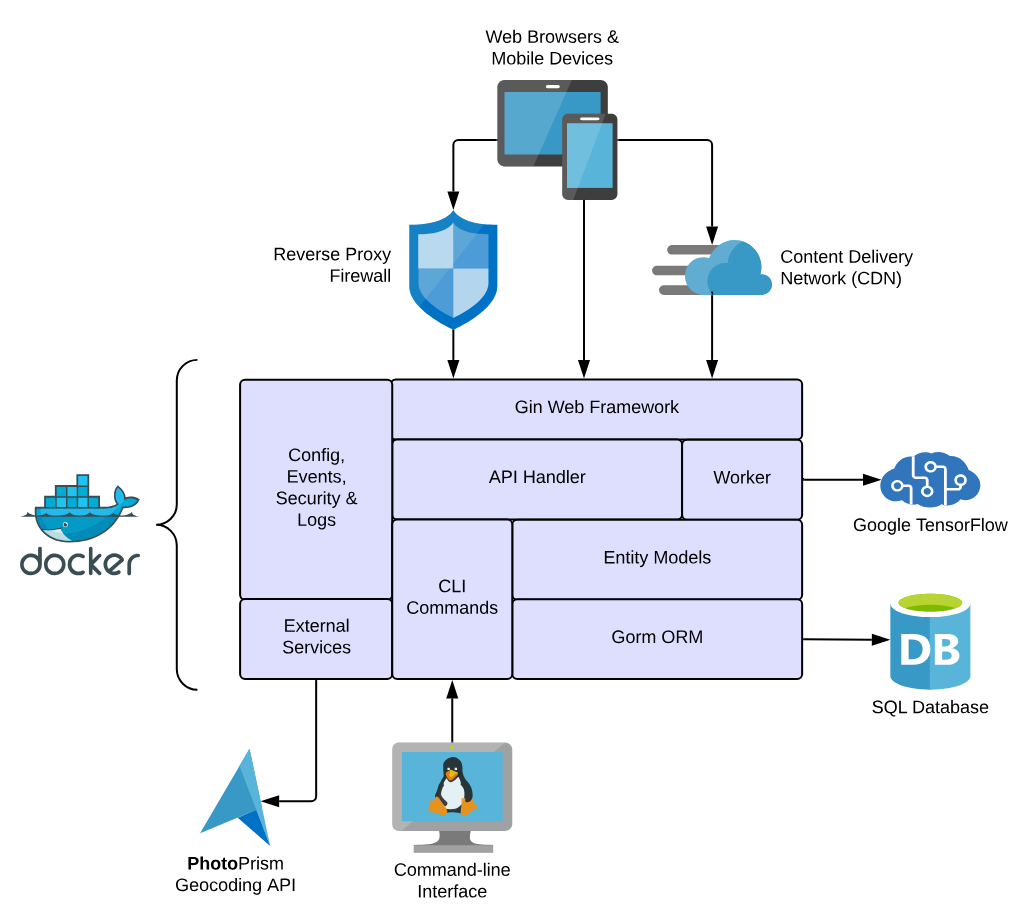 Web Browsers &
Mobile Devices
Reverse Proxy
Firewall
Content Delivery
Network (CDN)
Gin Web Framework
Config,
Events,
Security &
Logs
API Handler
Worker
Google TensorFlow
docker
CLI
Commands
Entity Models
External
Services
Gorm ORM
DB
SQL Database
PhotoPrism
Geocoding API
Command-line
Interface